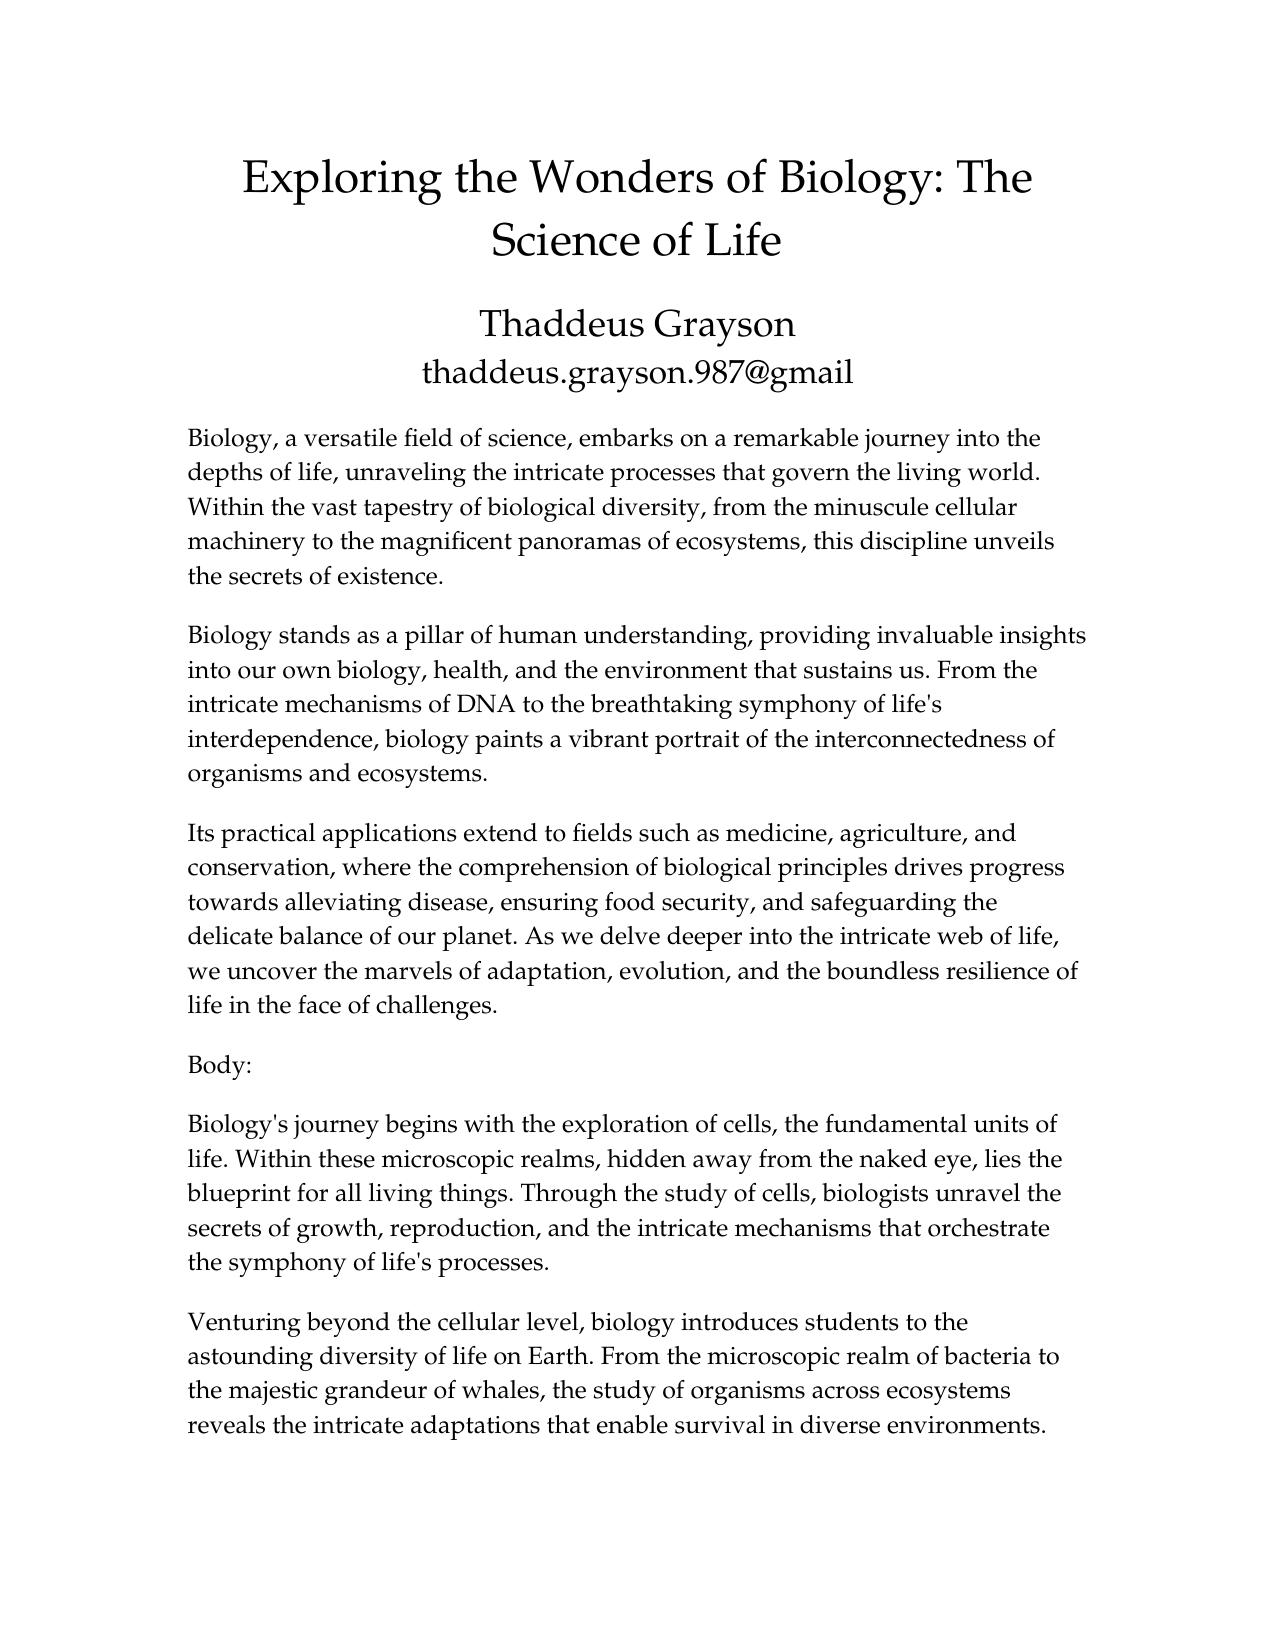 Exploring the Wonders of Biology: The
Science of Life
Thaddeus Grayson
thaddeus.grayson.987@gmail
Biology, a versatile field of science, embarks on a remarkable journey into the
depths of life, unraveling the intricate processes that govern the living world.
Within the vast tapestry of biological diversity, from the minuscule cellular
machinery to the magnificent panoramas of ecosystems, this discipline unveils
the secrets of existence.
Biology stands as a pillar of human understanding, providing invaluable insights
into our own biology, health, and the environment that sustains us. From the
intricate mechanisms of DNA to the breathtaking symphony of life's
interdependence, biology paints a vibrant portrait of the interconnectedness of
organisms and ecosystems.
Its practical applications extend to fields such as medicine, agriculture, and
conservation, where the comprehension of biological principles drives progress
towards alleviating disease, ensuring food security, and safeguarding the
delicate balance of our planet. As we delve deeper into the intricate web of life,
we uncover the marvels of adaptation, evolution, and the boundless resilience of
life in the face of challenges.
Body:
Biology's journey begins with the exploration of cells, the fundamental units of
life. Within these microscopic realms, hidden away from the naked eye, lies the
blueprint for all living things. Through the study of cells, biologists unravel the
secrets of growth, reproduction, and the intricate mechanisms that orchestrate
the symphony of life's processes.
Venturing beyond the cellular level, biology introduces students to the
astounding diversity of life on Earth. From the microscopic realm of bacteria to
the majestic grandeur of whales, the study of organisms across ecosystems
reveals the intricate adaptations that enable survival in diverse environments.